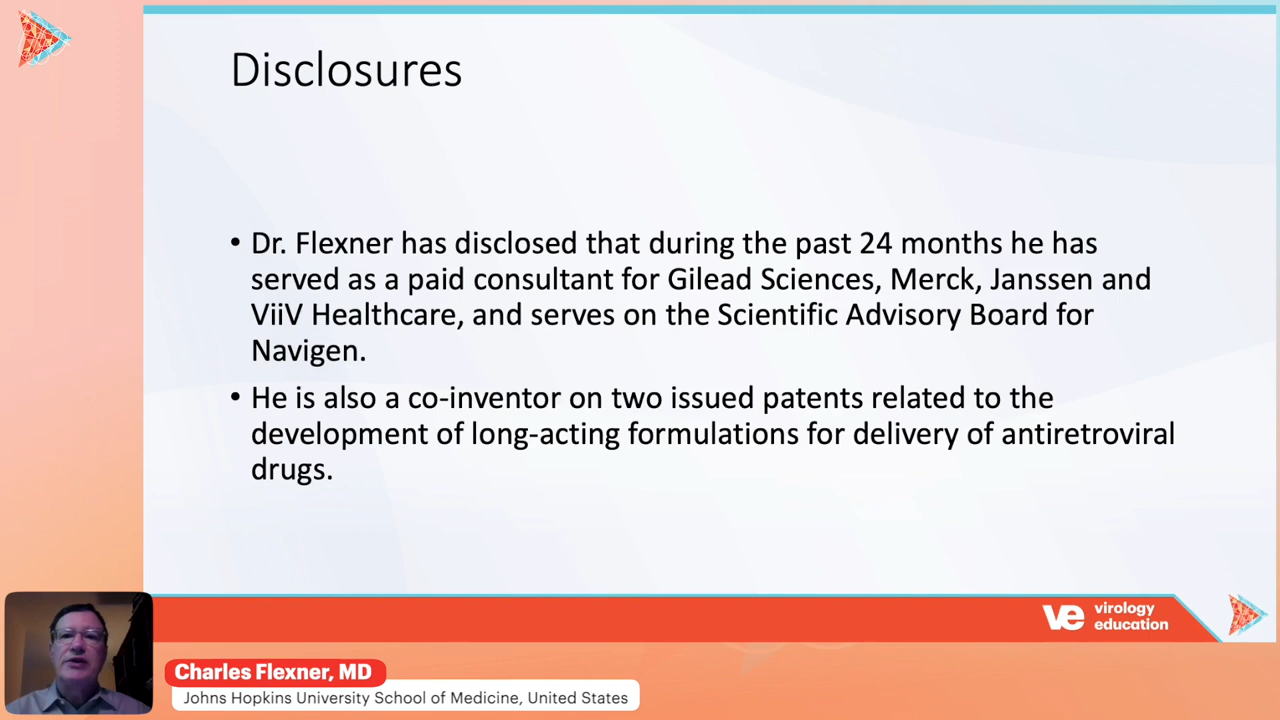 Disclosures
• Dr. Flexner has disclosed that during the past 24 months he has
served as a paid consultant for Gilead Sciences, Merck, Janssen and
ViiV Healthcare, and serves on the Scientific Advisory Board for
Navigen.
• He is also a co-inventor on two issued patents related to the
development of long-acting formulations for delivery of antiretroviral
drugs.
ve virology
education
Charles Flexner, MD
Johns Hopkins University School of Medicine, United States